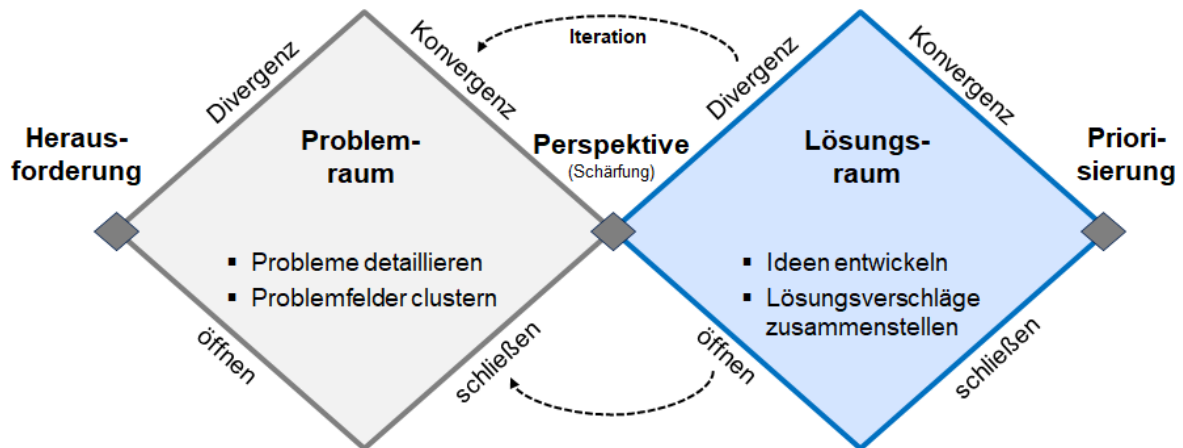 Iteration
Divergenz
Konvergenz
Divergenz
Konvergenz
Heraus-
forderung
Problem-
raum
Perspektive
(Schärfung)
Lösungs-
raum
Priori-
sierung
▪ Probleme detaillieren
▪ Problemfelder clustern
▪ Ideen entwickeln
▪ Lösungsverschläge
zusammenstellen
öffnen
schließen
öffnen
schließen